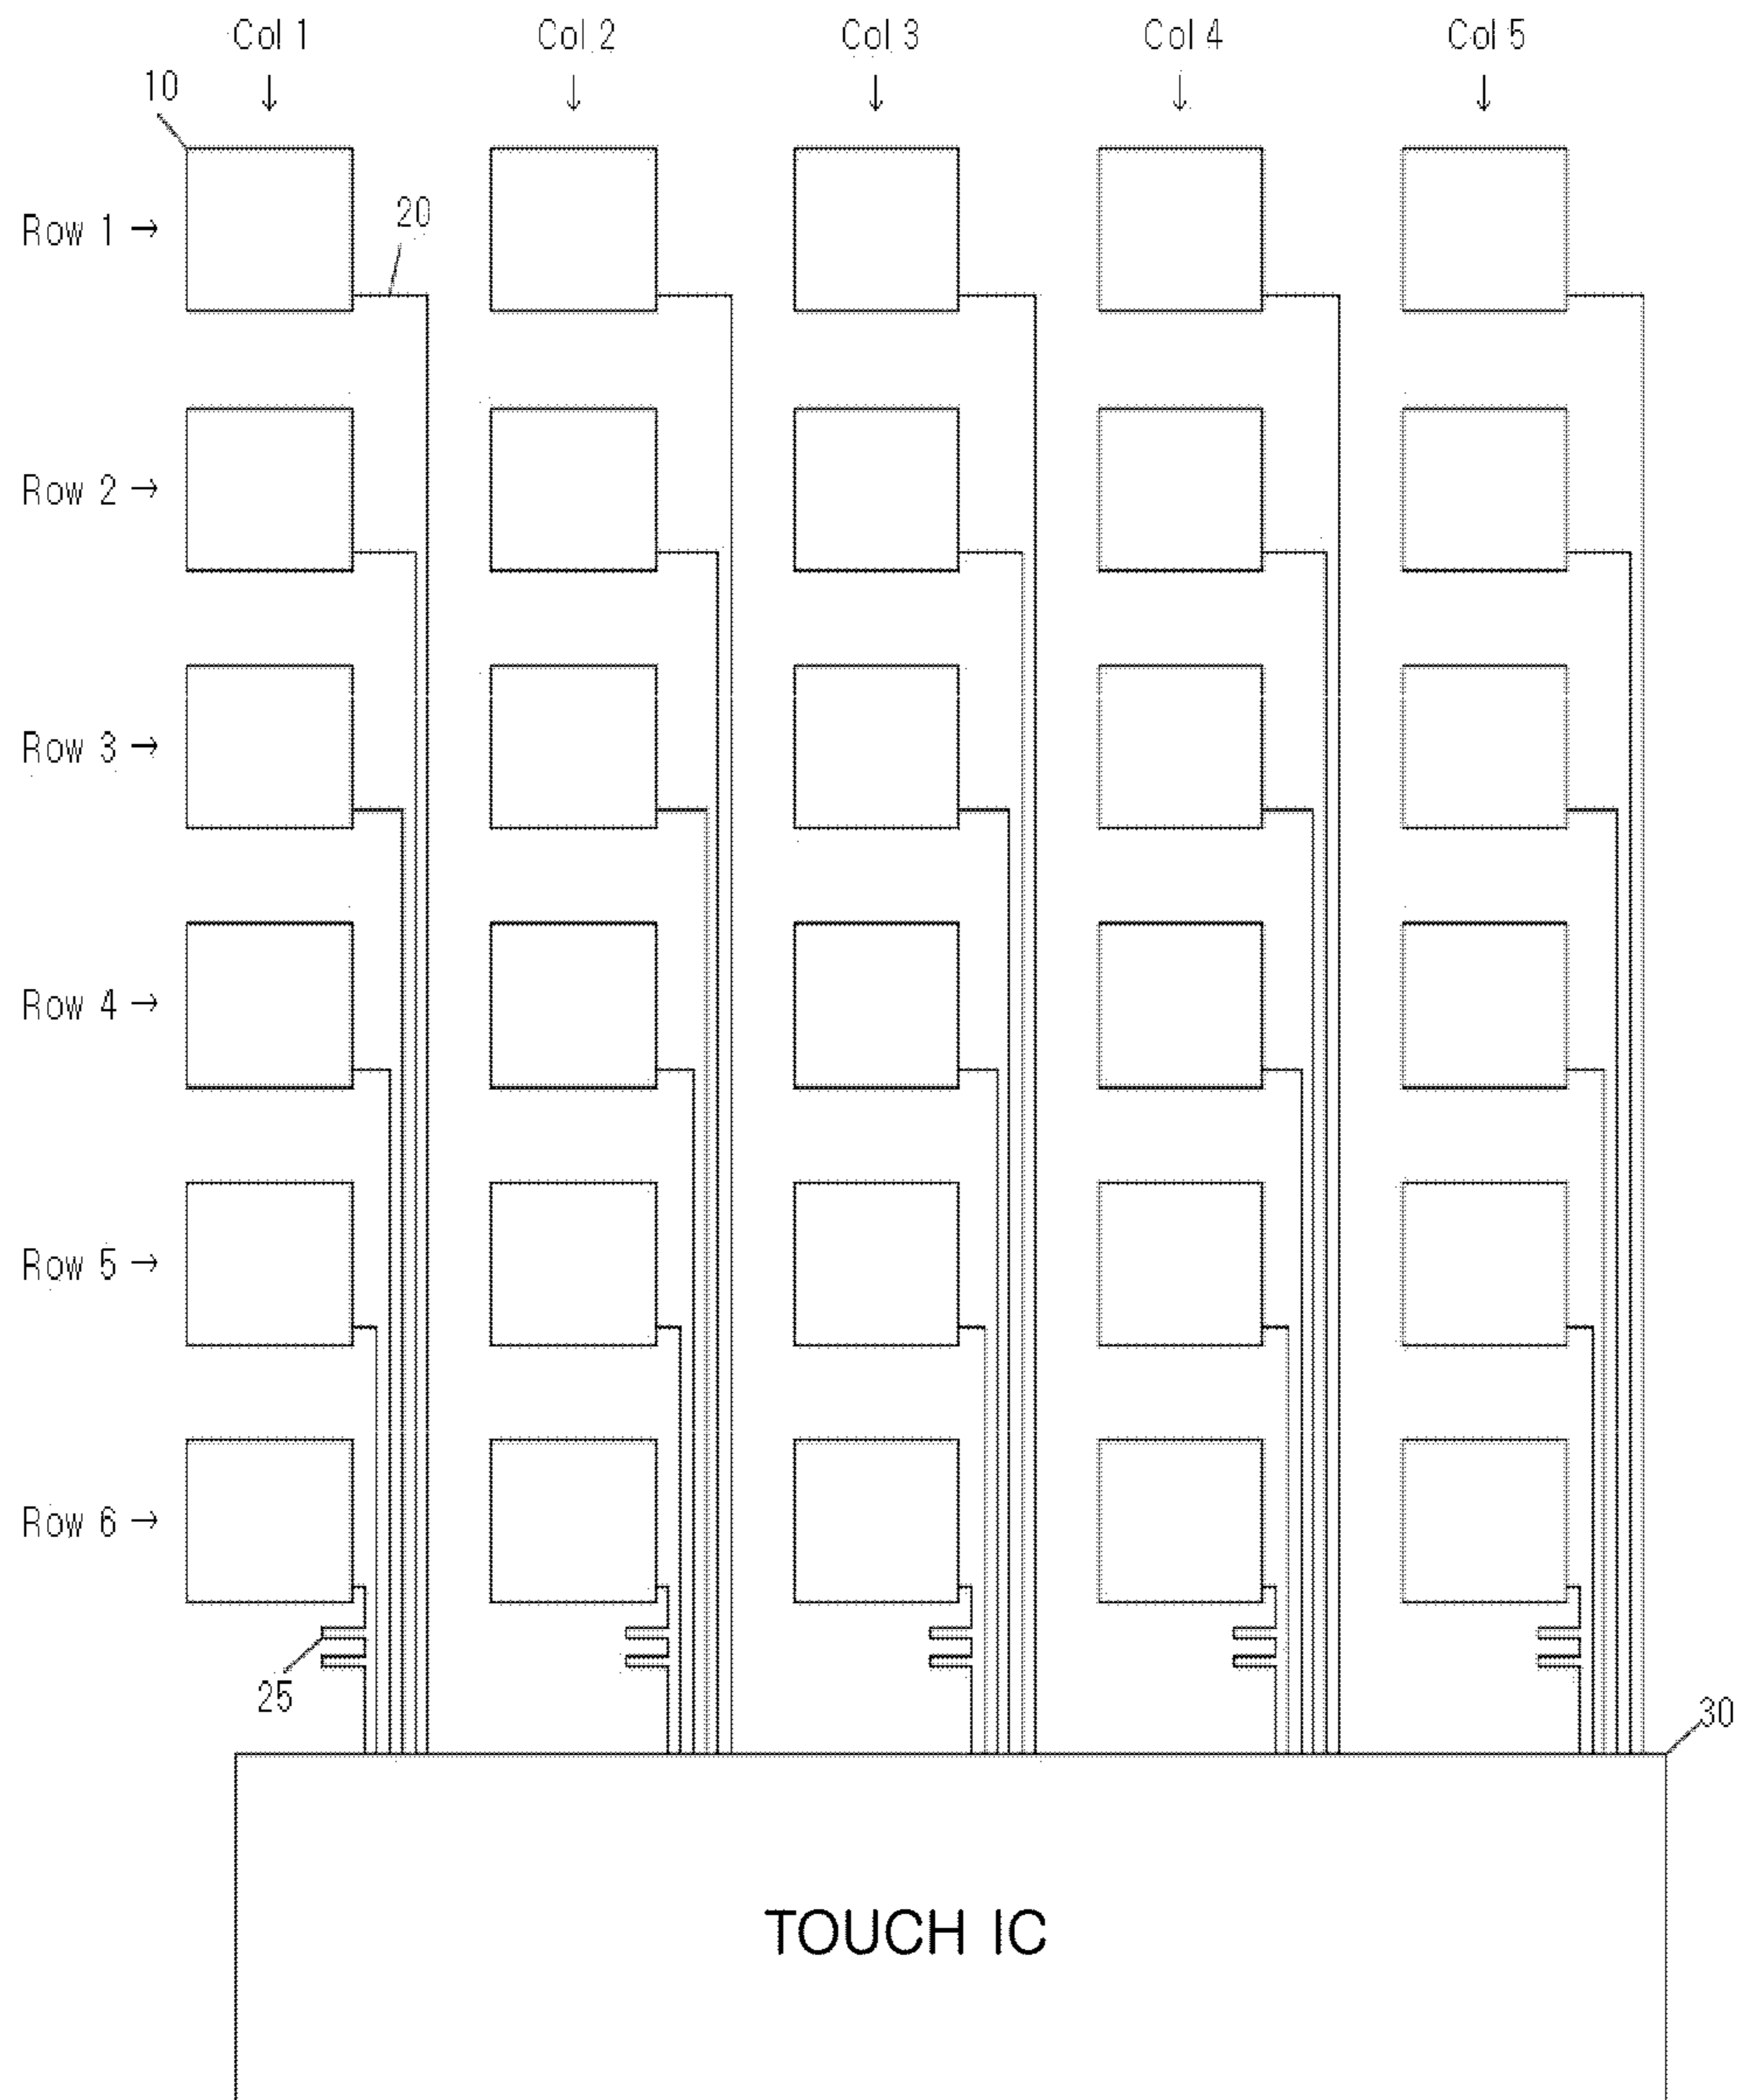 Col 1 Col 2 Col 3 Col 4 Col 5
10
Row 1 →
20
Row 2 →
Row 3 →
Row 4 →
Row 5 →
Row 6 →
25
30
TOUCH IC